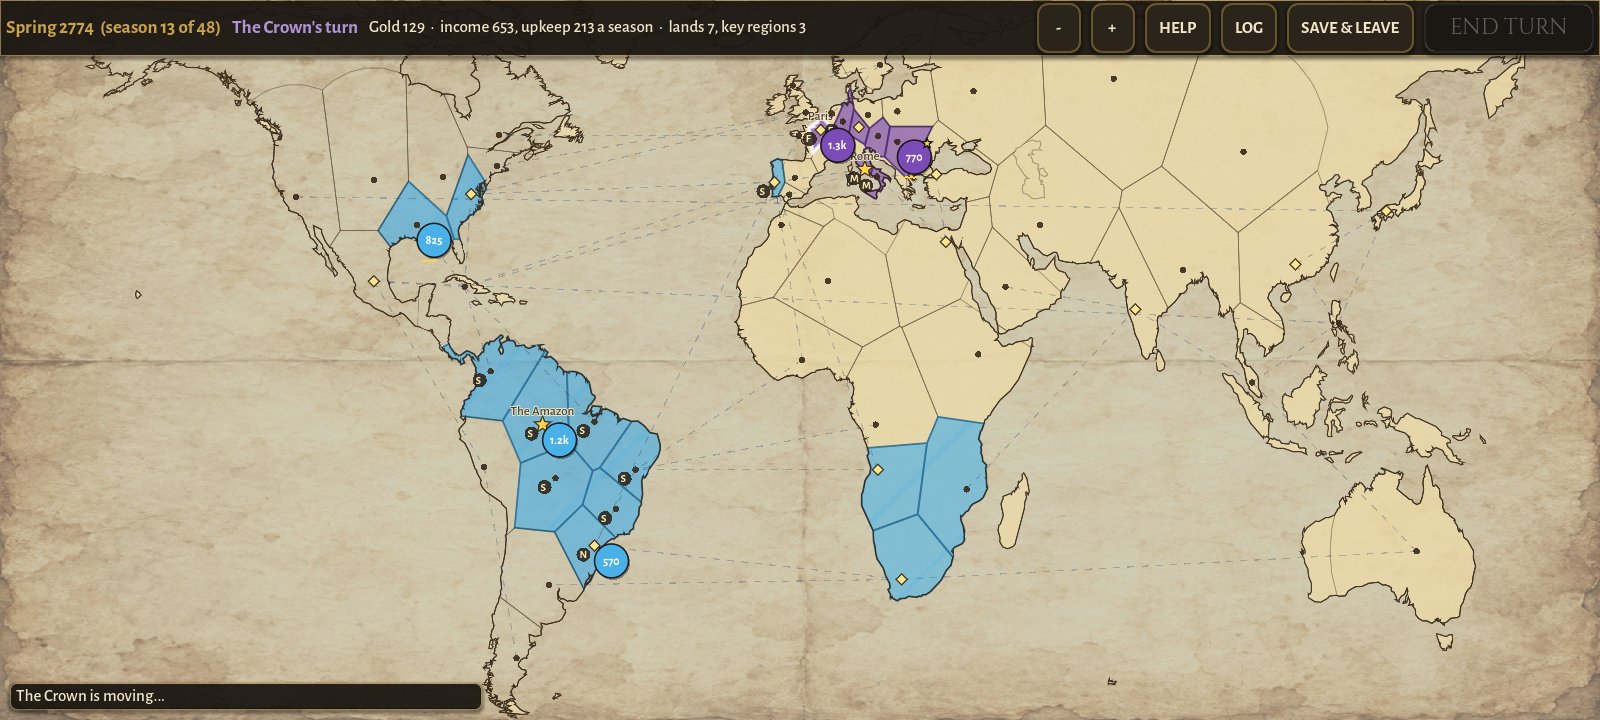 Spring 2774 (season 13 of 48) The Crown's turn Gold 129 · income 653, upkeep 213 a season · lands 7, key regions 3
- + HELP LOG SAVE & LEAVE END TURN
Paris
F
1.3k
Rome
770
M
M
S
825
S
The Amazon
S
S
1.2k
S
S
S
N
570
The Crown is moving...